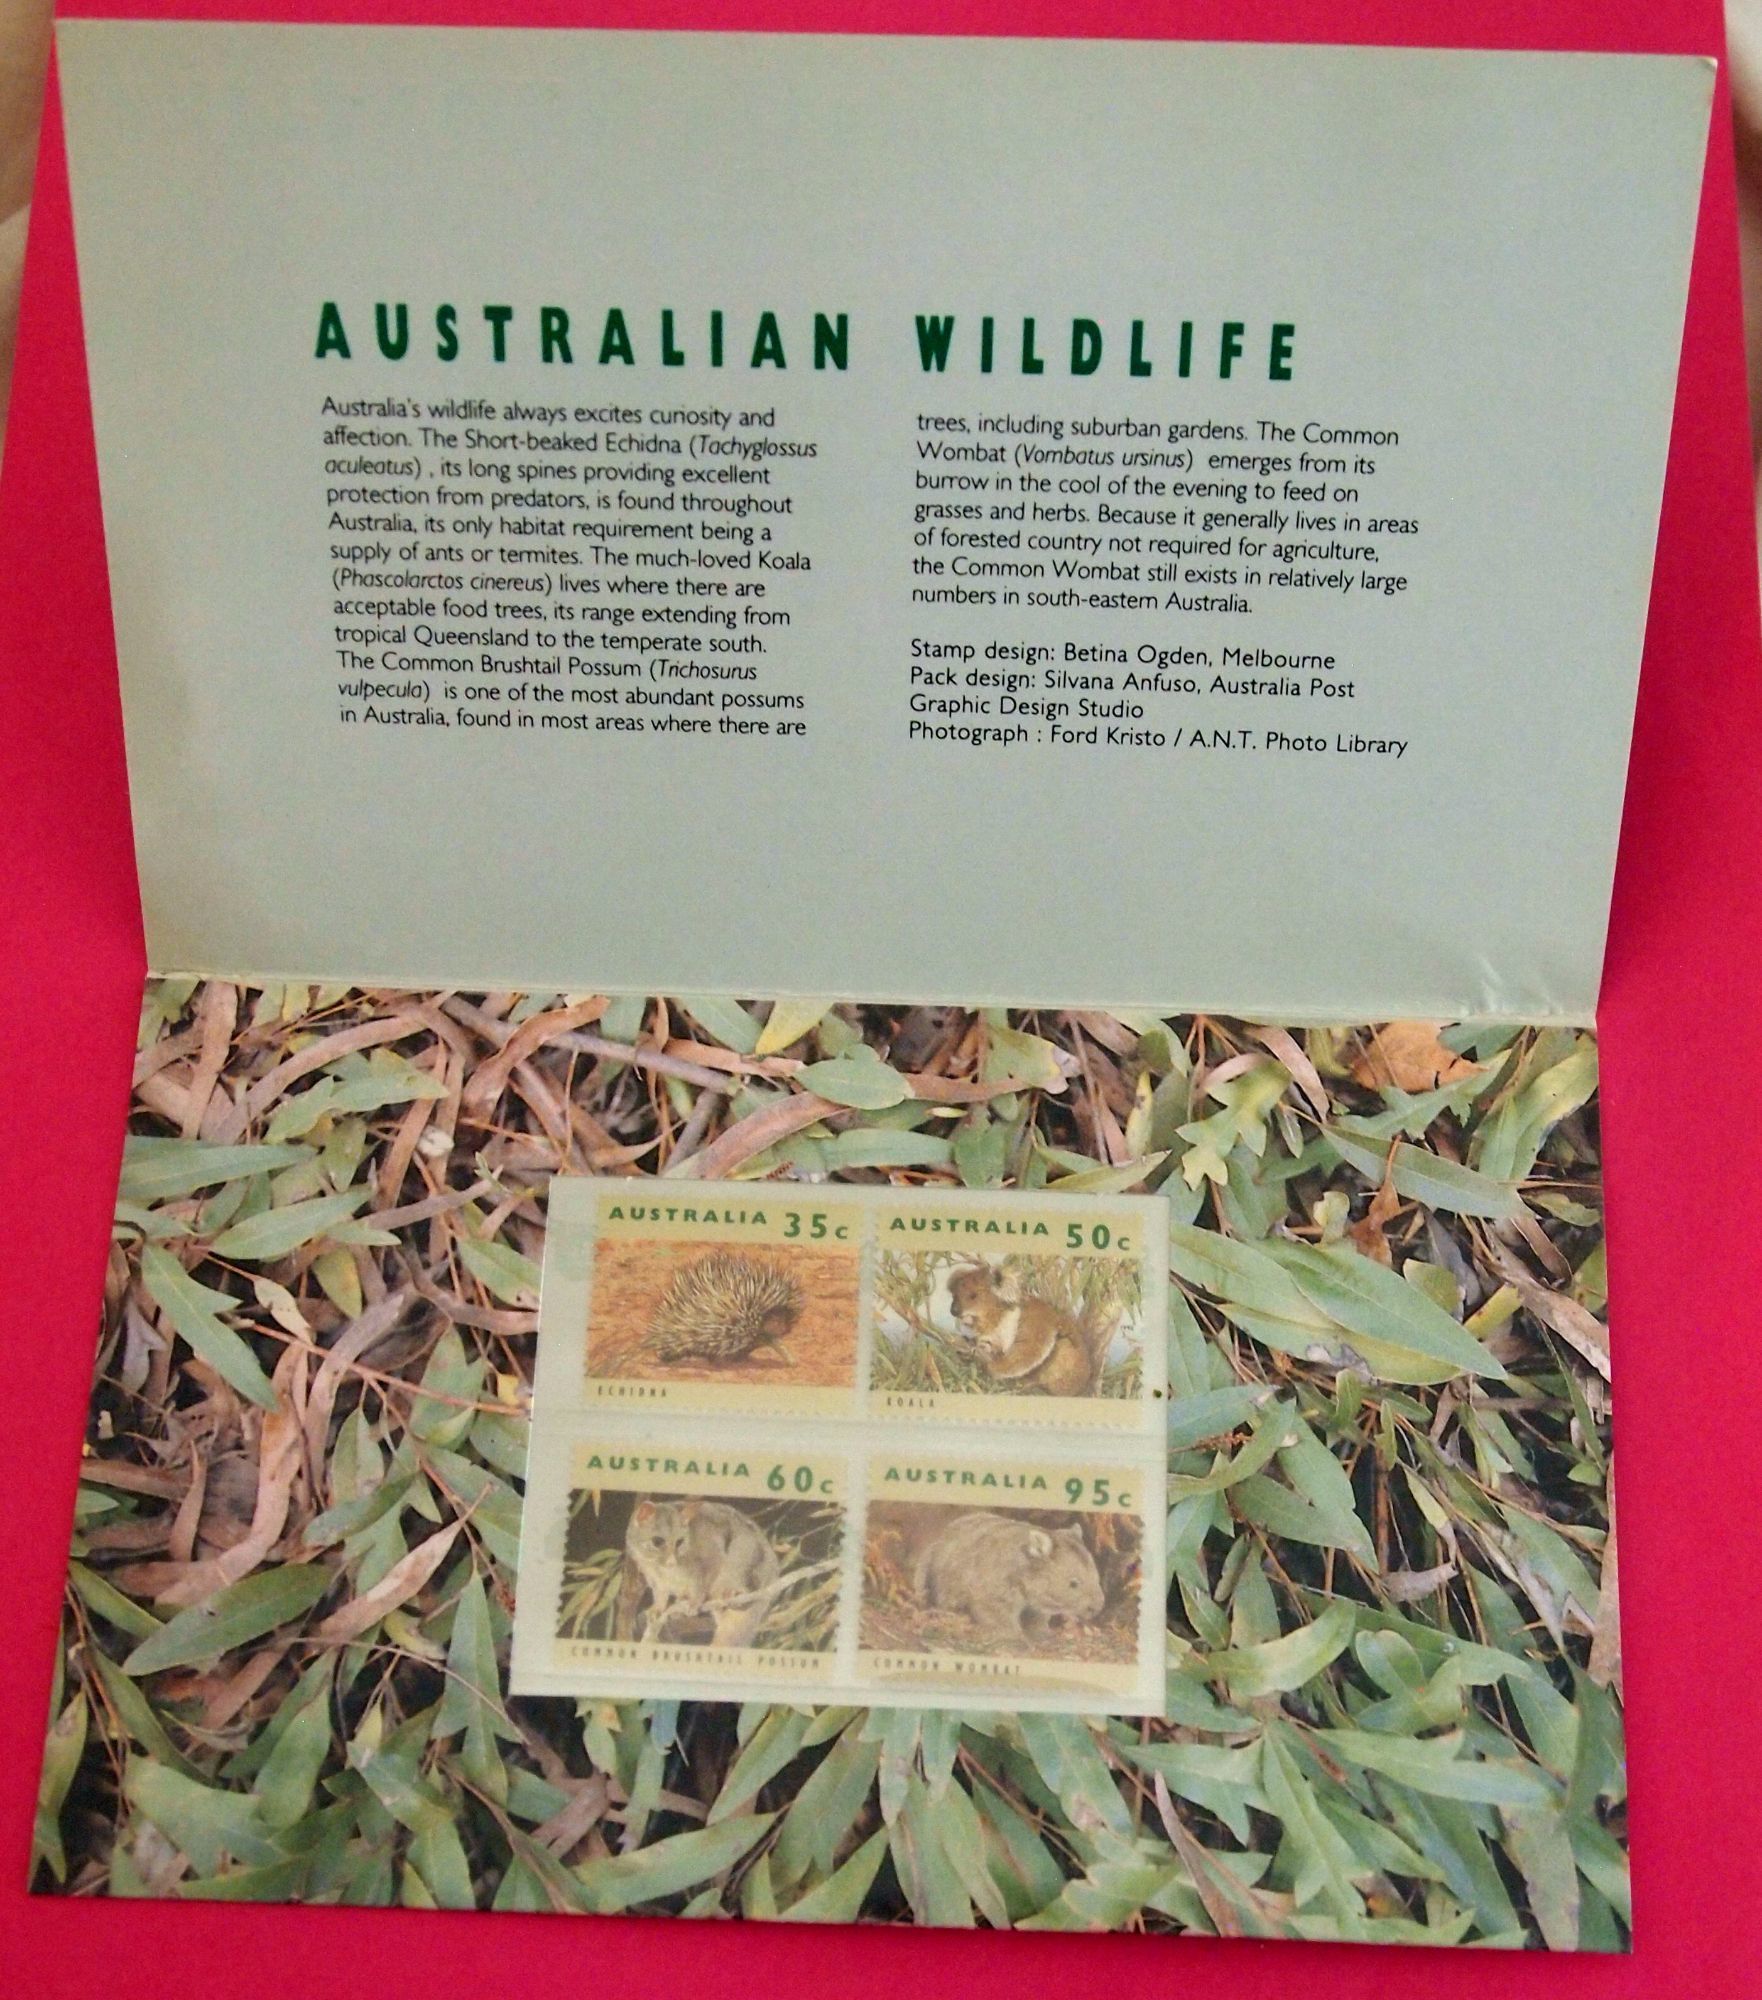 AUSTRALIAN WILDLIFE
Australia's wildlife always excites curiosity and
affection. The Short-beaked Echidna (Tachyglossus
aculeatus) , its long spines providing excellent
protection from predators, is found throughout
Australia, its only habitat requirement being a
supply of ants or termites. The much-loved Koala
(Phascolarctos cinereus) lives where there are
acceptable food trees, its range extending from
tropical Queensland to the temperate south.
The Common Brushtail Possum (Trichosurus
vulpecula) is one of the most abundant possums
in Australia, found in most areas where there are
trees, including suburban gardens. The Common
Wombat (Vombatus ursinus) emerges from its
burrow in the cool of the evening to feed on
grasses and herbs. Because it generally lives in areas
of forested country not required for agriculture,
the Common Wombat still exists in relatively large
numbers in south-eastern Australia.
Stamp design: Betina Ogden, Melbourne
Pack design: Silvana Anfuso, Australia Post
Graphic Design Studio
Photograph : Ford Kristo / A.N.T. Photo Library
AUSTRALIA 35c
ECHIDNA
AUSTRALIA 50c
KOALA
AUSTRALIA 60c
COMMON BRUSHTAIL POSSUM
AUSTRALIA 95c
COMMON WOMBAT